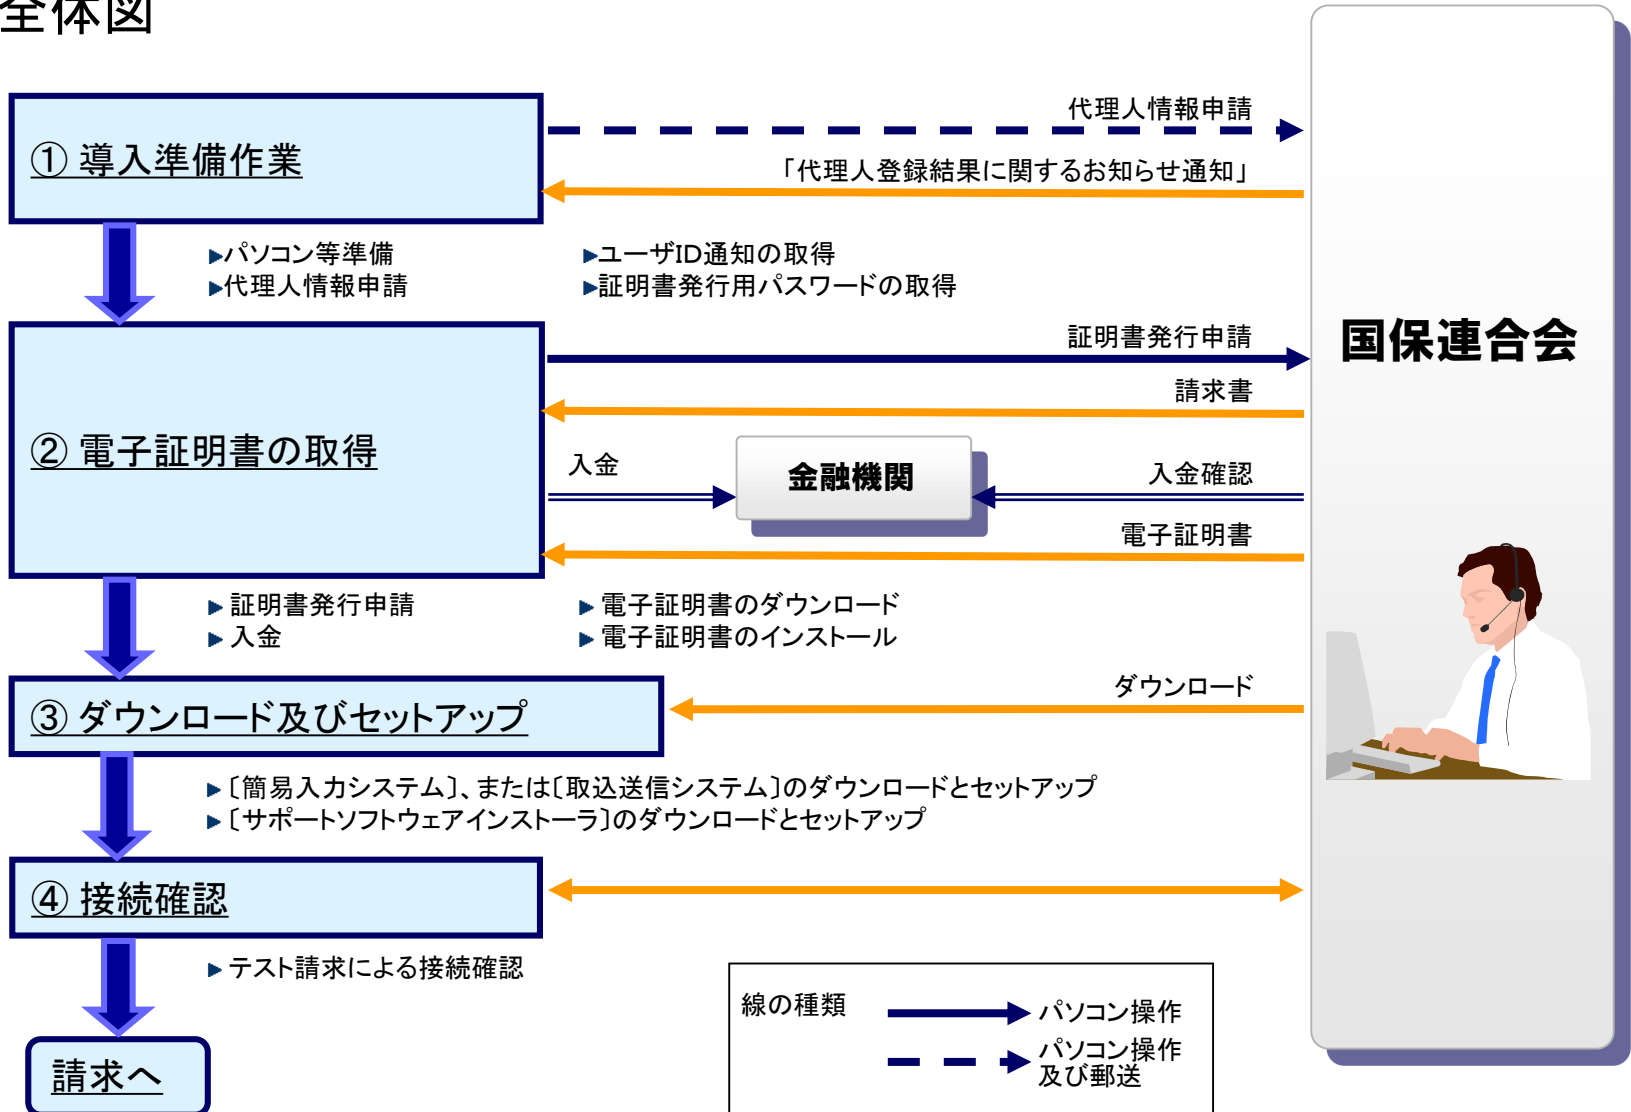 全体図
① 導入準備作業
代理人情報申請
「代理人登録結果に関するお知らせ通知」
パソコン等準備
代理人情報申請
ユーザID通知の取得
証明書発行用パスワードの取得
② 電子証明書の取得
証明書発行申請
請求書
入金
金融機関
入金確認
電子証明書
国保連合会
証明書発行申請
入金
電子証明書のダウンロード
電子証明書のインストール
③ ダウンロード及びセットアップ
ダウンロード
〔簡易入力システム〕、または〔取込送信システム〕のダウンロードとセットアップ
〔サポートソフトウェアインストーラ〕のダウンロードとセットアップ
④ 接続確認
テスト請求による接続確認
請求へ
線の種類
パソコン操作
パソコン操作
及び郵送